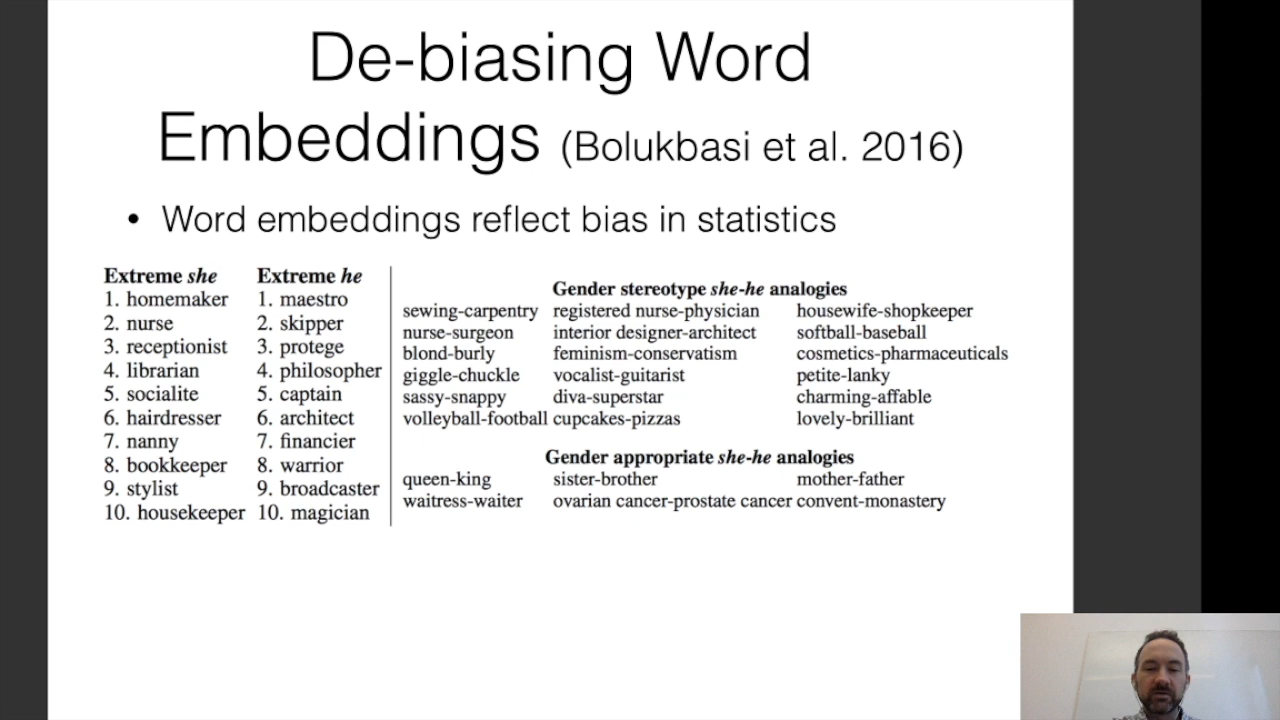 De-biasing Word
Embeddings (Bolukbasi et al. 2016)
• Word embeddings reflect bias in statistics
Extreme she Extreme he
1. homemaker 1. maestro
2. nurse 2. skipper
3. receptionist 3. protege
4. librarian 4. philosopher
5. socialite 5. captain
6. hairdresser 6. architect
7. nanny 7. financier
8. bookkeeper 8. warrior
9. stylist 9. broadcaster
10. housekeeper 10. magician
Gender stereotype she-he analogies
sewing-carpentry registered nurse-physician housewife-shopkeeper
nurse-surgeon interior designer-architect softball-baseball
blond-burly feminism-conservatism cosmetics-pharmaceuticals
giggle-chuckle vocalist-guitarist petite-lanky
sassy-snappy diva-superstar charming-affable
volleyball-football cupcakes-pizzas lovely-brilliant
Gender appropriate she-he analogies
queen-king sister-brother mother-father
waitress-waiter ovarian cancer-prostate cancer convent-monastery